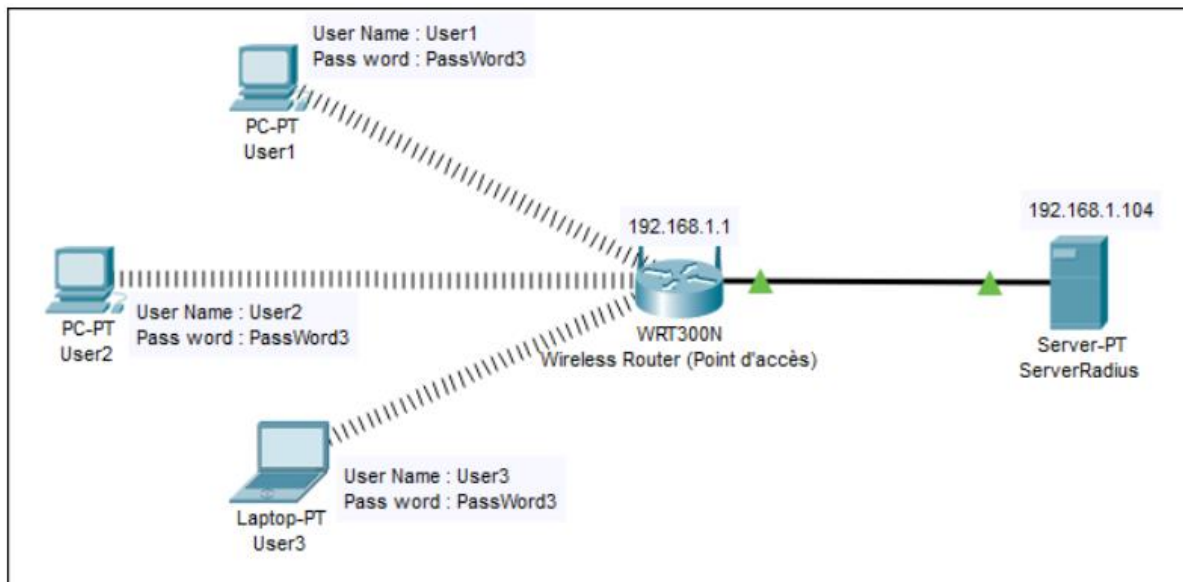 User Name : User1
Pass word : PassWord3
PC-PT
User1
192.168.1.1
192.168.1.104
User Name : User2
Pass word : PassWord3
PC-PT
User2
WRT300N
Wireless Router (Point d'accès)
Server-PT
ServerRadius
User Name : User3
Pass word : PassWord3
Laptop-PT
User3